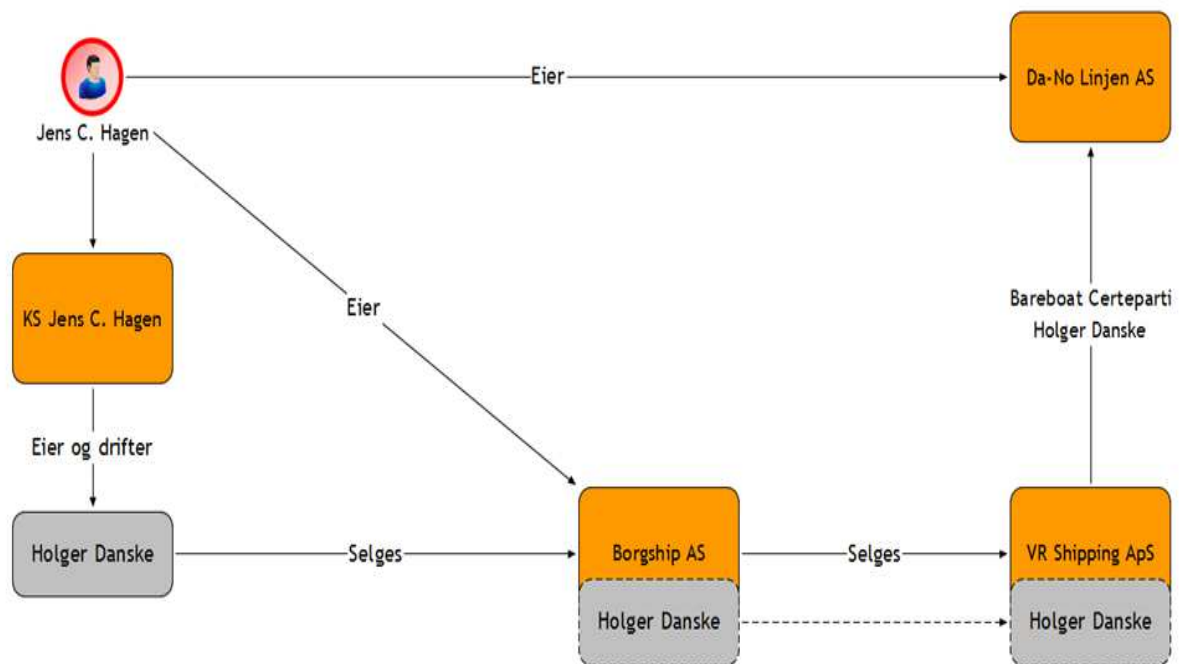 Eier
Da-No Linjen AS
Jens C. Hagen
KS Jens C. Hagen
Eier
Bareboat Certeparti
Holger Danske
Eier og drifter
Holger Danske
Selges
Borgship AS
Selges
VR Shipping ApS
Holger Danske
Holger Danske